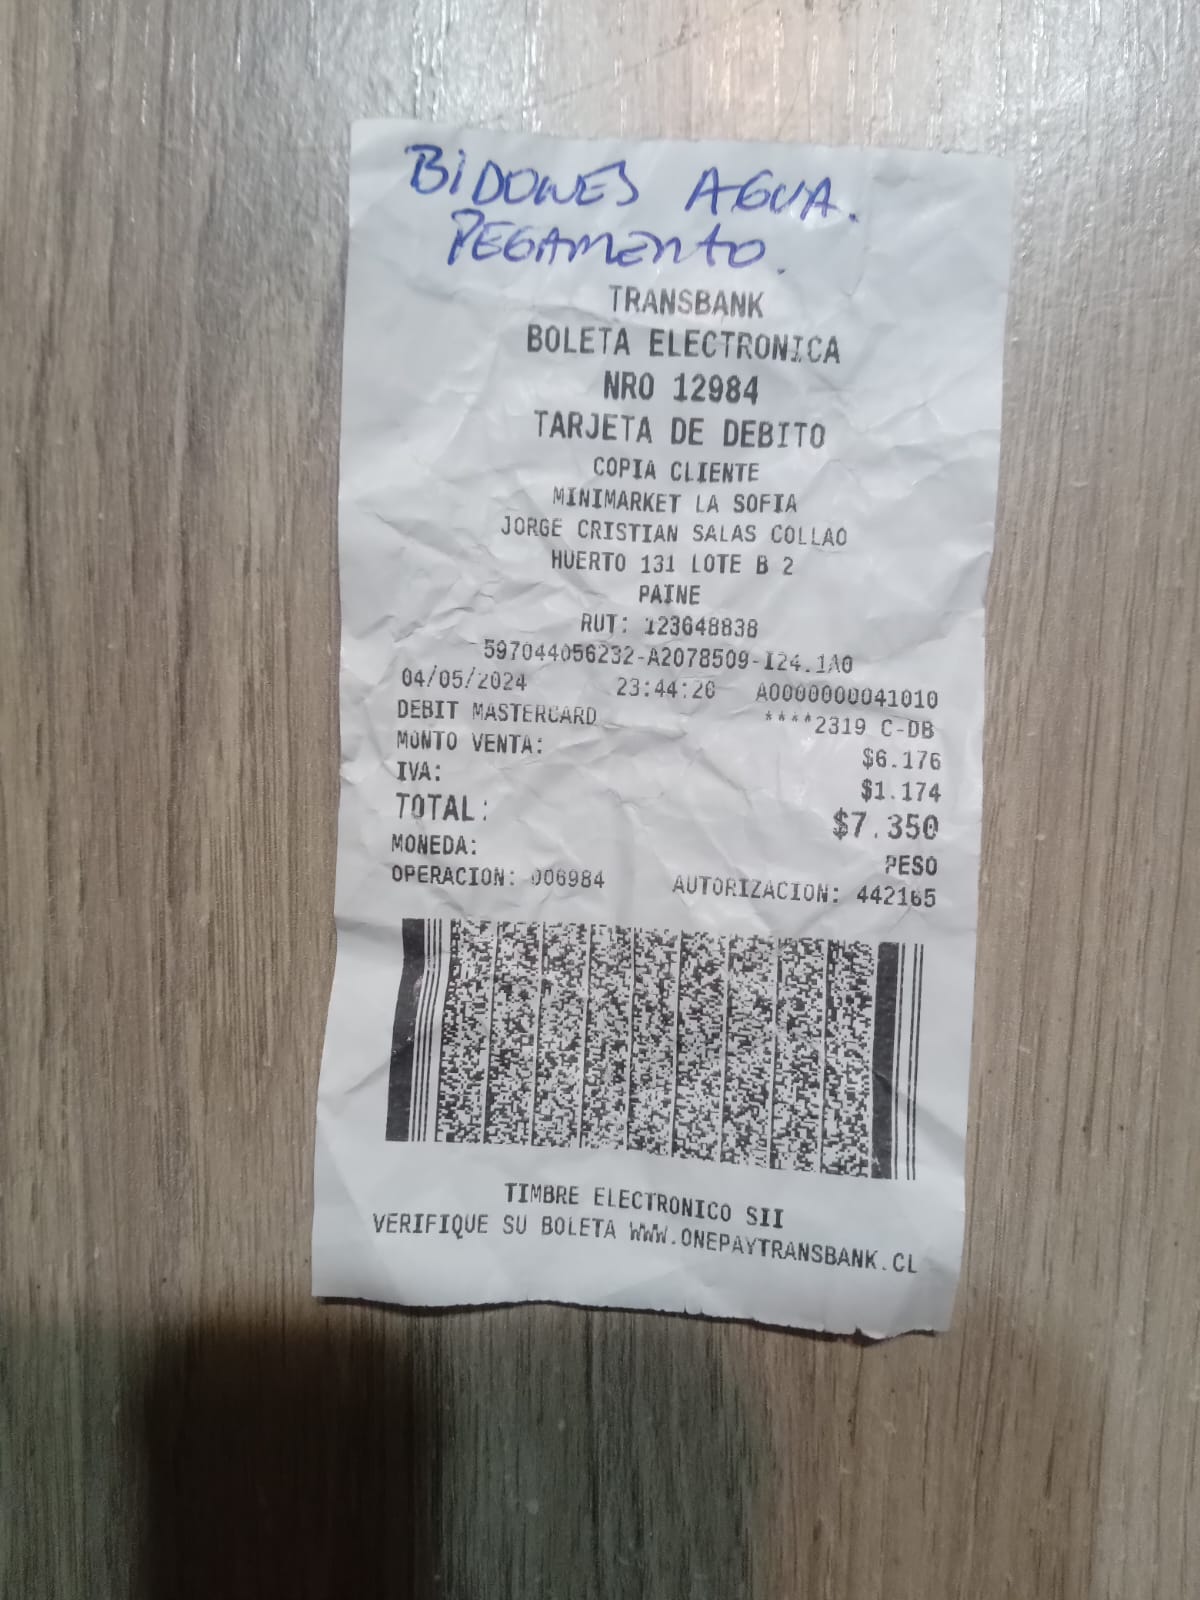 BIDONES AGUA.
PEGAMENTO.
TRANSBANK
BOLETA ELECTRONICA
NRO 12984
TARJETA DE DEBITO
COPIA CLIENTE
MINIMARKET LA SOFIA
JORGE CRISTIAN SALAS COLLAO
HUERTO 131 LOTE B 2
PAINE
RUT: 123648838
597044056232-A2078509-I24.1A0
04/05/2024 23:44:20 A0000000041010
DEBIT MASTERCARD ****2319 C-DB
MONTO VENTA: $6.176
IVA: $1.174
TOTAL: $7.350
MONEDA: PESO
OPERACION: 006984 AUTORIZACION: 442165
TIMBRE ELECTRONICO SII
VERIFIQUE SU BOLETA WWW.ONEPAYTRANSBANK.CL